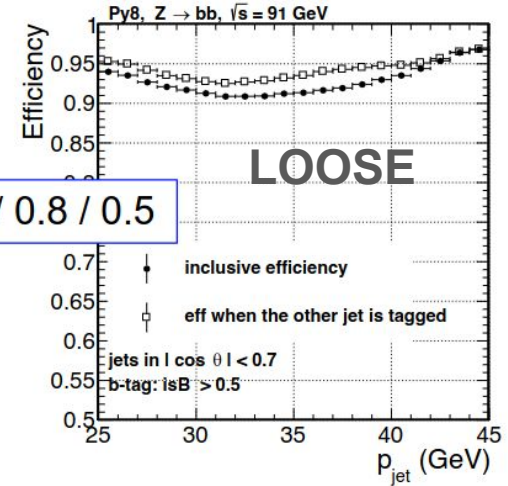 Py8, Z → bb, √s = 91 GeV
Efficiency
1
0.95
0.9
0.85
LOOSE
/ 0.8 / 0.5
0.7
inclusive efficiency
0.65
eff when the other jet is tagged
0.6
jets in | cos θ | < 0.7
0.55
b-tag: isB > 0.5
0.5
25 30 35 40 45
p_jet (GeV)